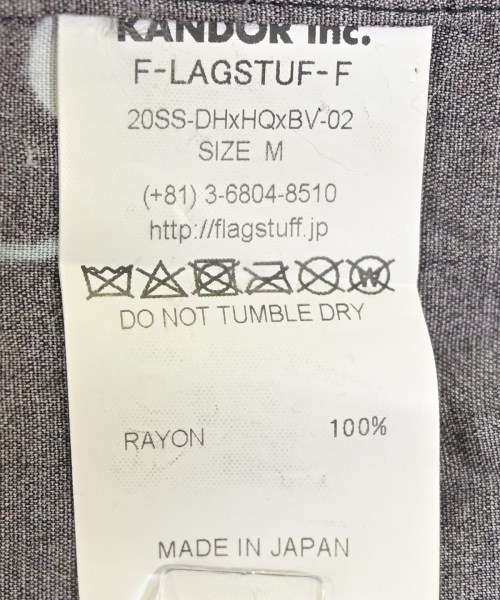 KANDOR Inc.
F-LAGSTUF-F
20SS-DHxHQxBV-02
SIZE M
(+81) 3-6804-8510
http://flagstuff.jp
W
DO NOT TUMBLE DRY
RAYON 100%
MADE IN JAPAN